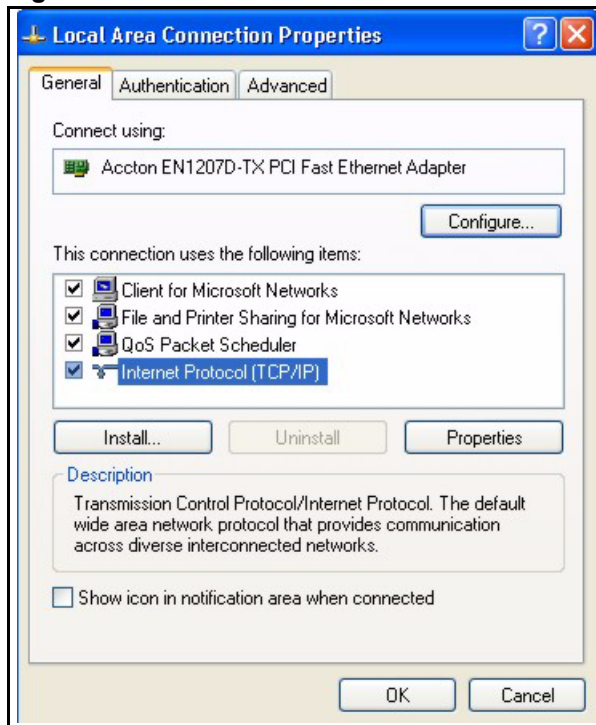 Local Area Connection Properties
General Authentication Advanced
Connect using:
Accton EN1207D-TX PCI Fast Ethernet Adapter
Configure...
This connection uses the following items:
Client for Microsoft Networks
File and Printer Sharing for Microsoft Networks
QoS Packet Scheduler
Internet Protocol (TCP/IP)
Install... Uninstall Properties
Description
Transmission Control Protocol/Internet Protocol. The default
wide area network protocol that provides communication
across diverse interconnected networks.
Show icon in notification area when connected
OK Cancel